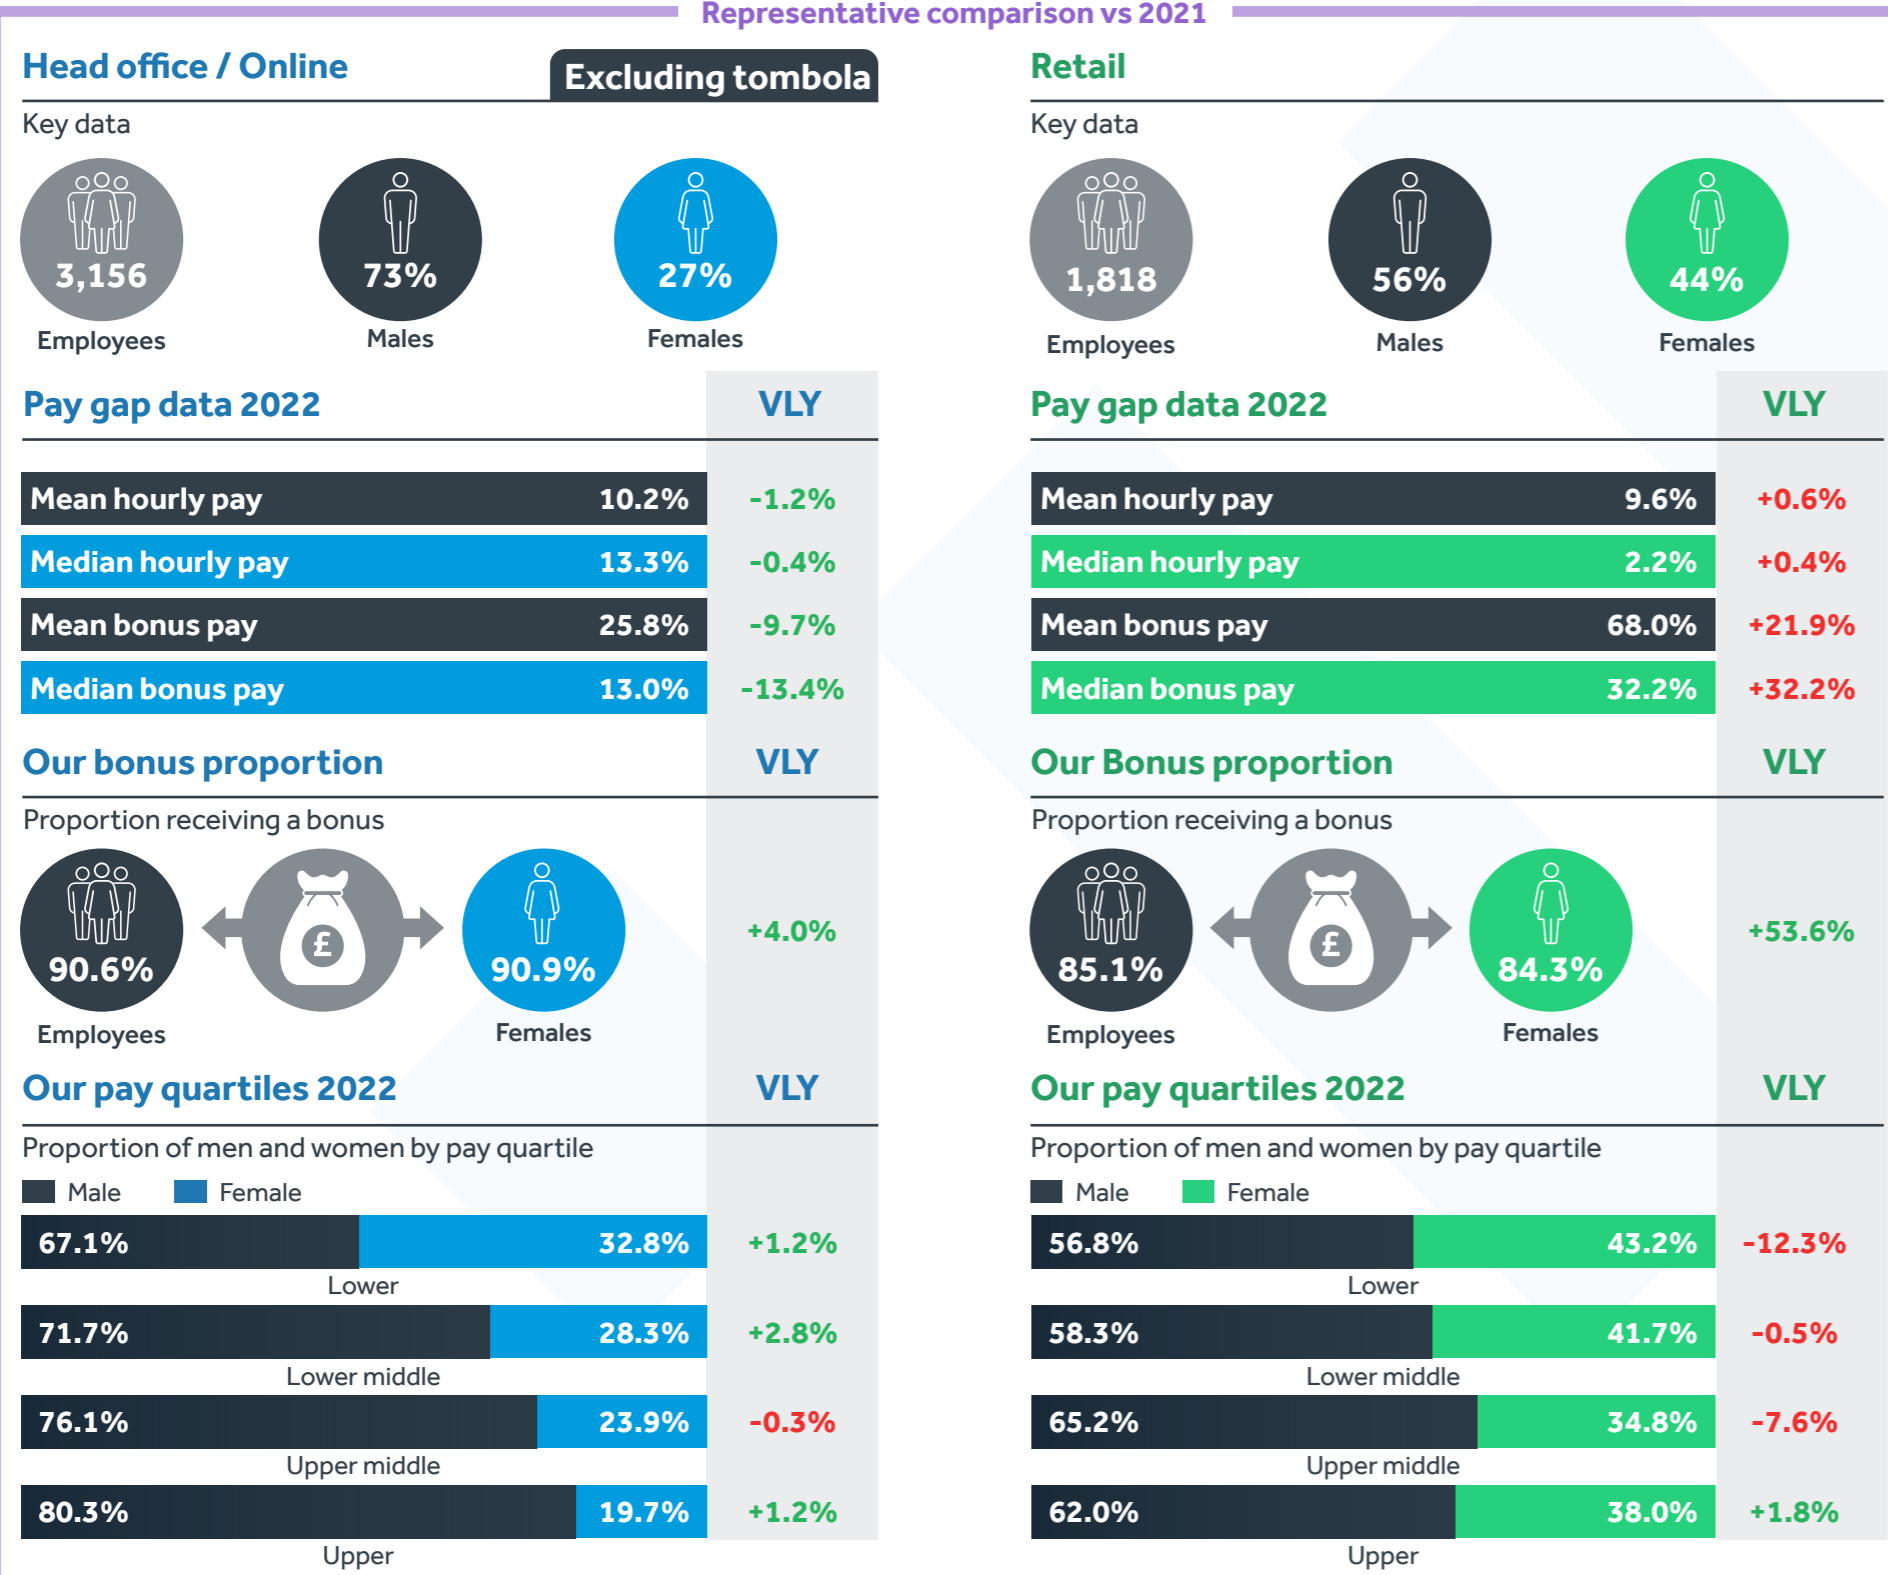 Representative comparison vs 2021
Head office / Online
Excluding tombola
Key data
3,156
73%
27%
Employees
Males
Females
Pay gap data 2022
VLY
Mean hourly pay 10.2% -1.2%
Median hourly pay 13.3% -0.4%
Mean bonus pay 25.8% -9.7%
Median bonus pay 13.0% -13.4%
Our bonus proportion
VLY
Proportion receiving a bonus
£
+4.0%
90.6%
90.9%
Employees
Females
Our pay quartiles 2022
VLY
Proportion of men and women by pay quartile
Male
Female
67.1% 32.8% +1.2%
Lower
71.7% 28.3% +2.8%
Lower middle
76.1% 23.9% -0.3%
Upper middle
80.3% 19.7% +1.2%
Upper
Retail
Key data
1,818
56%
44%
Employees
Males
Females
Pay gap data 2022
VLY
Mean hourly pay 9.6% +0.6%
Median hourly pay 2.2% +0.4%
Mean bonus pay 68.0% +21.9%
Median bonus pay 32.2% +32.2%
Our Bonus proportion
VLY
Proportion receiving a bonus
£
+53.6%
85.1%
84.3%
Employees
Females
Our pay quartiles 2022
VLY
Proportion of men and women by pay quartile
Male
Female
56.8% 43.2% -12.3%
Lower
58.3% 41.7% -0.5%
Lower middle
65.2% 34.8% -7.6%
Upper middle
62.0% 38.0% +1.8%
Upper